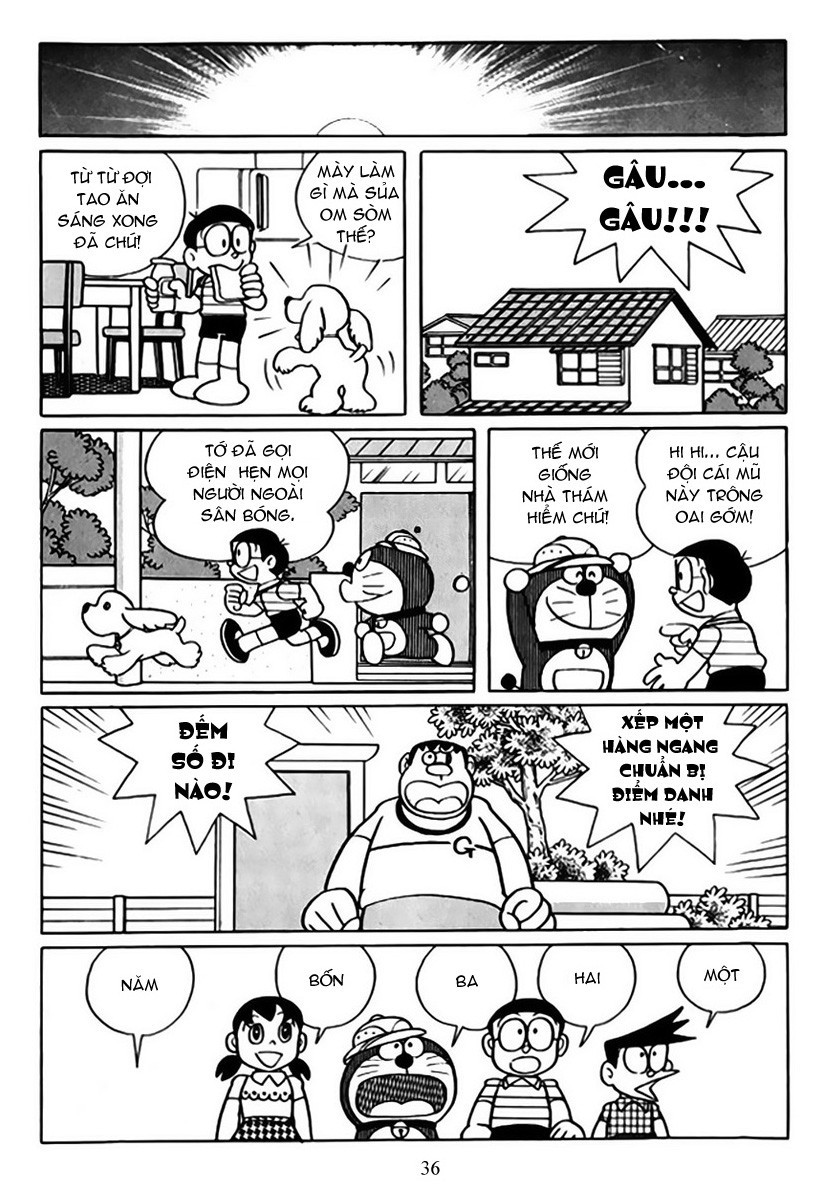 GÂU...
GÂU!!!
MÀY LÀM
GÌ MÀ SỦA
OM SÒM
THẾ?
TỪ TỪ ĐỢI
TAO ĂN
SÁNG XONG
ĐÃ CHỨ!
HI HI... CẬU
ĐỘI CÁI MŨ
NÀY TRÔNG
OAI GỚM!
THẾ MỚI
GIỐNG
NHÀ THÁM
HIỂM CHỨ!
TỚ ĐÃ GỌI
ĐIỆN HẸN MỌI
NGƯỜI NGOÀI
SÂN BÓNG.
XẾP MỘT
HÀNG NGANG
CHUẨN BỊ
ĐIỂM DANH
NHÉ!
ĐẾM
SỐ ĐI
NÀO!
G
MỘT
HAI
BA
BỐN
NĂM
36